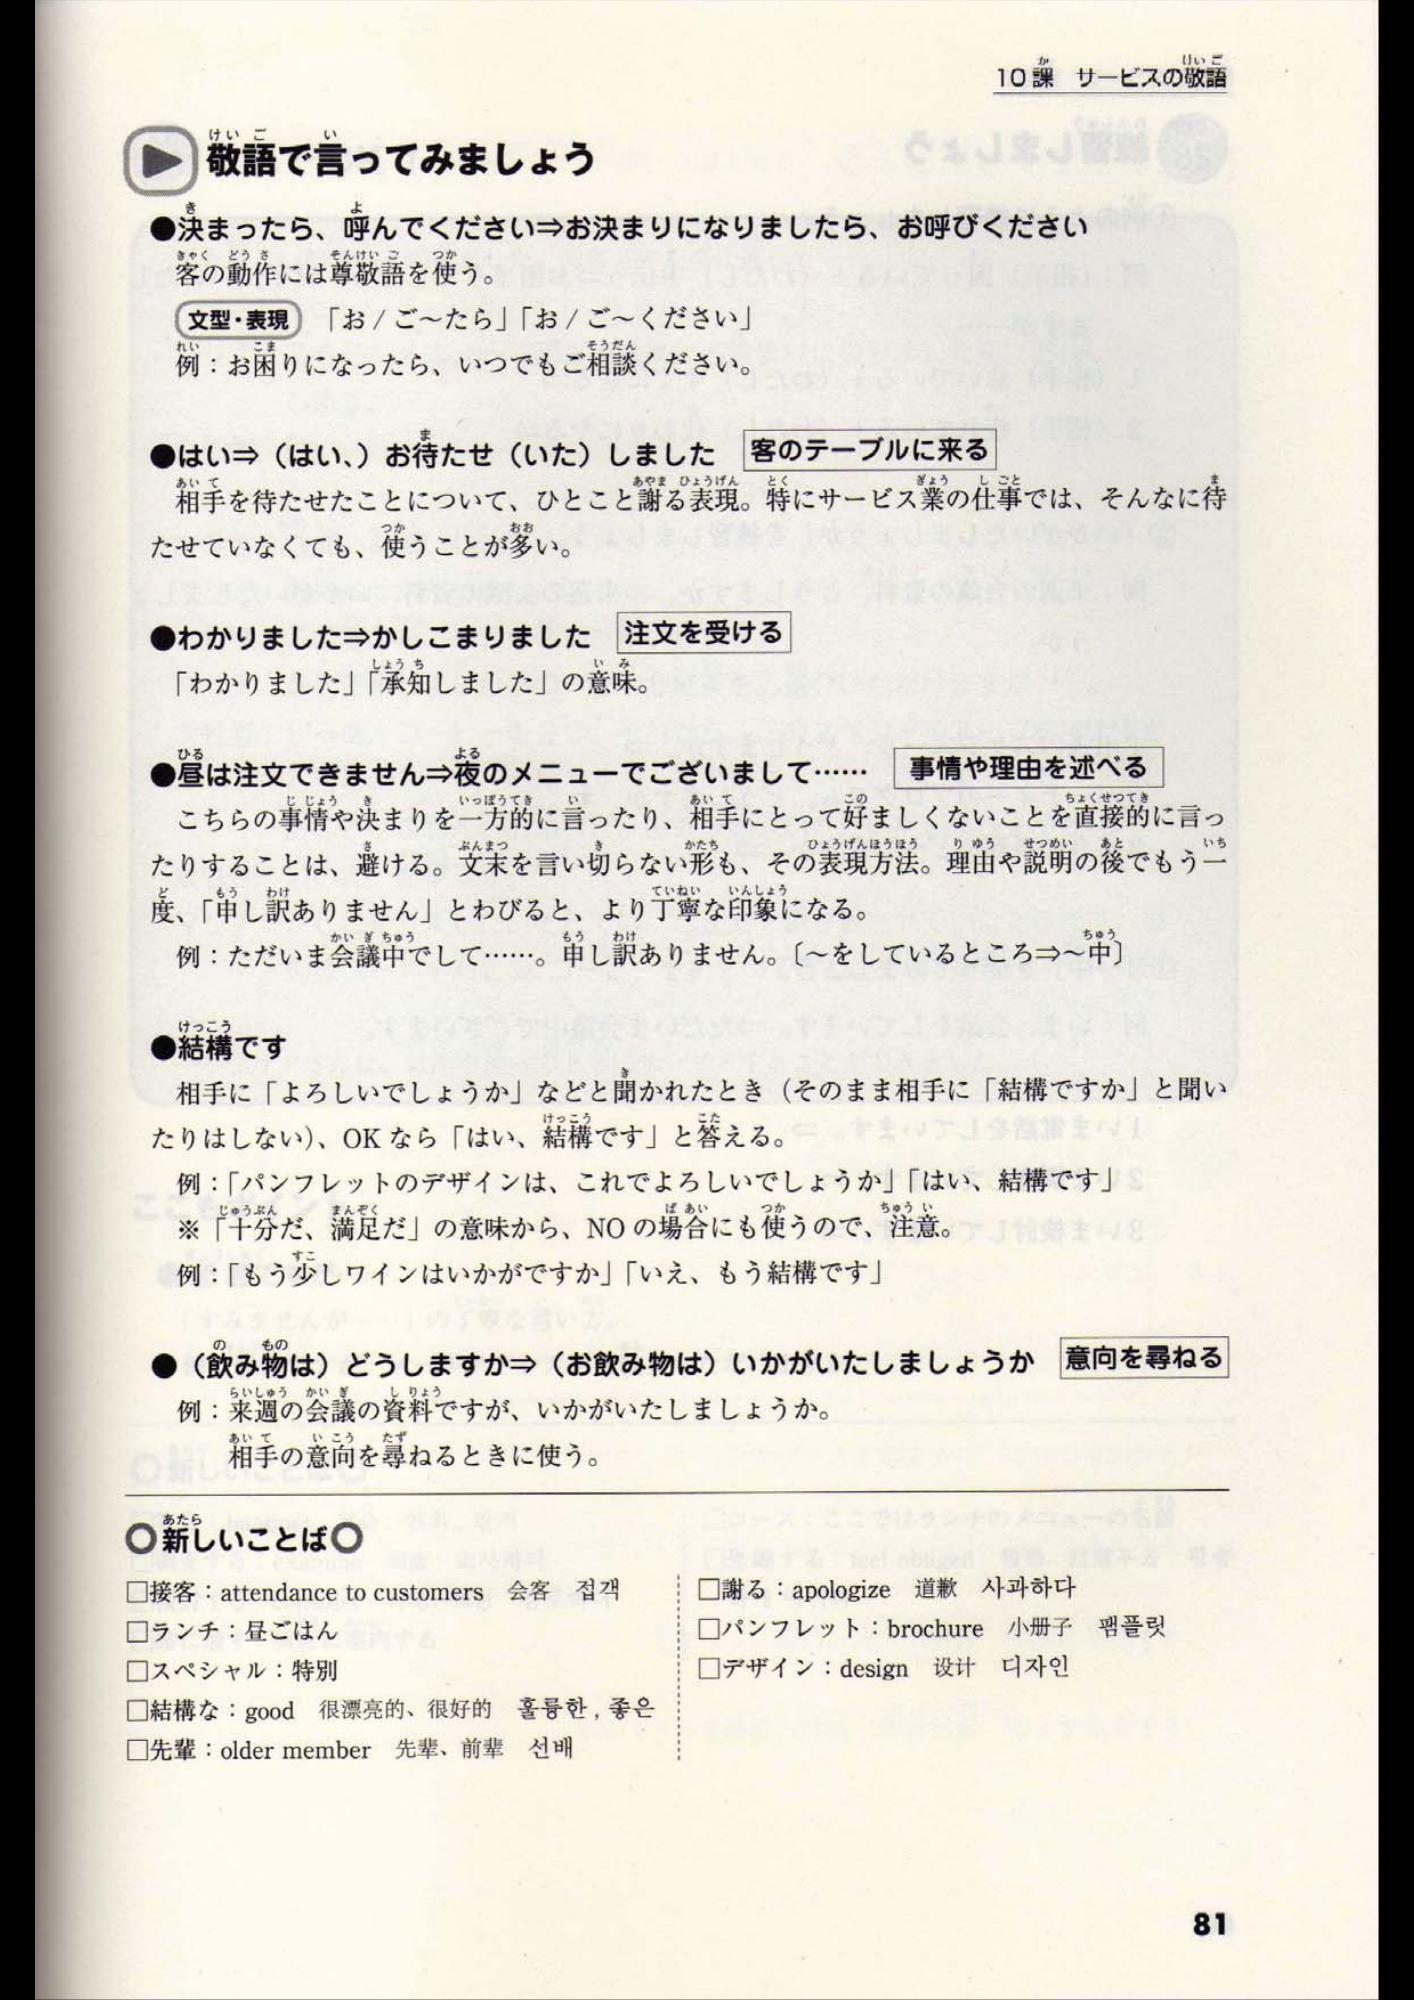 10課 サービスの敬語
敬語で言ってみましょう
●決まったら、呼んでください⇒お決まりになりましたら、お呼びください
客の動作には尊敬語を使う。
文型・表現 「お / ご〜たら」「お / ご〜ください」
例：お困りになったら、いつでもご相談ください。
●はい⇒（はい、）お待たせ（いた）しました 客のテーブルに来る
相手を待たせたことについて、ひとこと謝る表現。特にサービス業の仕事では、そんなに待
たせていなくても、使うことが多い。
●わかりました⇒かしこまりました 注文を受ける
「わかりました」「承知しました」の意味。
●昼は注文できません⇒夜のメニューでございまして…… 事情や理由を述べる
こちらの事情や決まりを一方的に言ったり、相手にとって好ましくないことを直接的に言っ
たりすることは、避ける。文末を言い切らない形も、その表現方法。理由や説明の後でもう一
度、「申し訳ありません」とわびると、より丁寧な印象になる。
例：ただいま会議中でして……。申し訳ありません。〔〜をしているところ⇒〜中〕
●結構です
相手に「よろしいでしょうか」などと聞かれたとき（そのまま相手に「結構ですか」と聞い
たりはしない）、OKなら「はい、結構です」と答える。
例：「パンフレットのデザインは、これでよろしいでしょうか」「はい、結構です」
※「十分だ、満足だ」の意味から、NOの場合にも使うので、注意。
例：「もう少しワインはいかがですか」「いえ、もう結構です」
●（飲み物は）どうしますか⇒（お飲み物は）いかがいたしましょうか 意向を尋ねる
例：来週の会議の資料ですが、いかがいたしましょうか。
相手の意向を尋ねるときに使う。
○新しいことば○
□接客：attendance to customers 会客 접객
□ランチ：昼ごはん
□スペシャル：特別
□結構な：good 很漂亮的、很好的 훌륭한, 좋은
□先輩：older member 先辈、前辈 선배
□謝る：apologize 道歉 사과하다
□パンフレット：brochure 小册子 팸플릿
□デザイン：design 设计 디자인
81